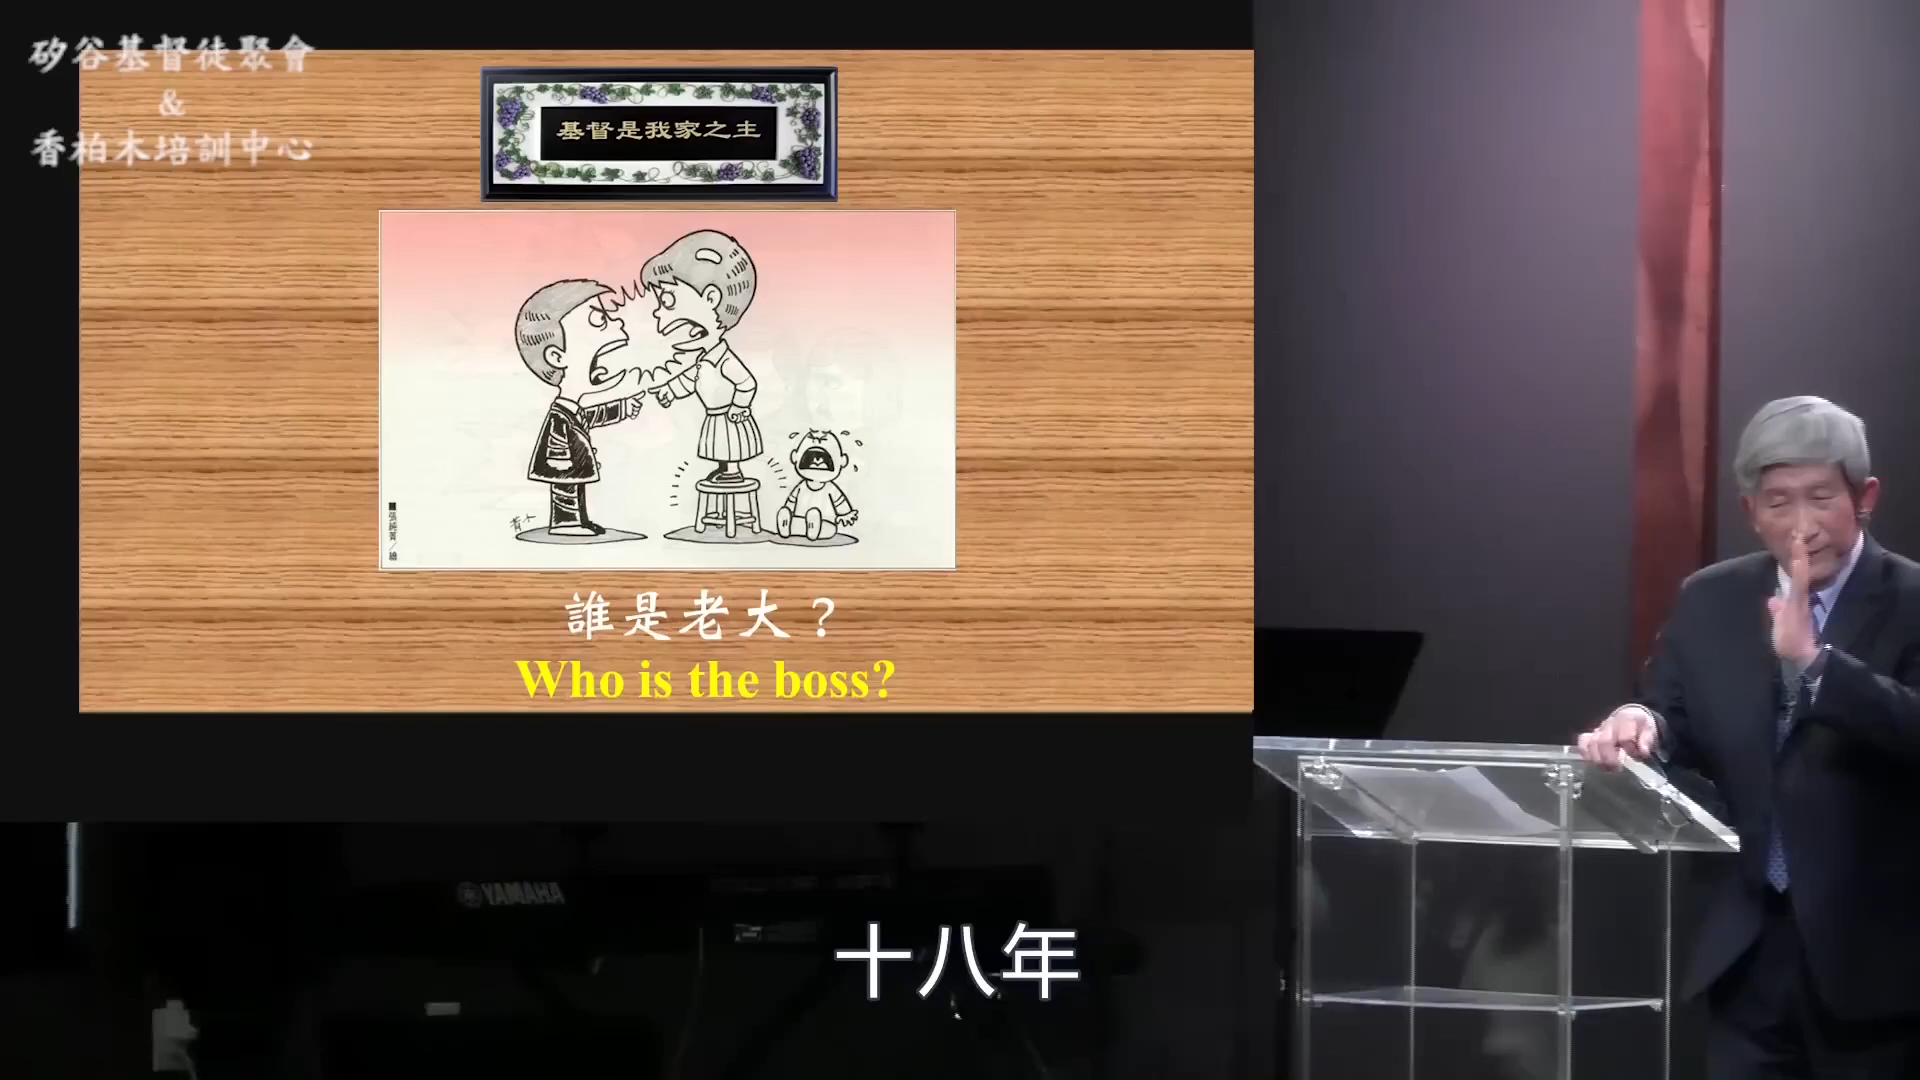 矽谷基督徒聚會
&
香柏木培訓中心
基督是我家之主
誰是老大？
Who is the boss?
YAMAHA
十八年